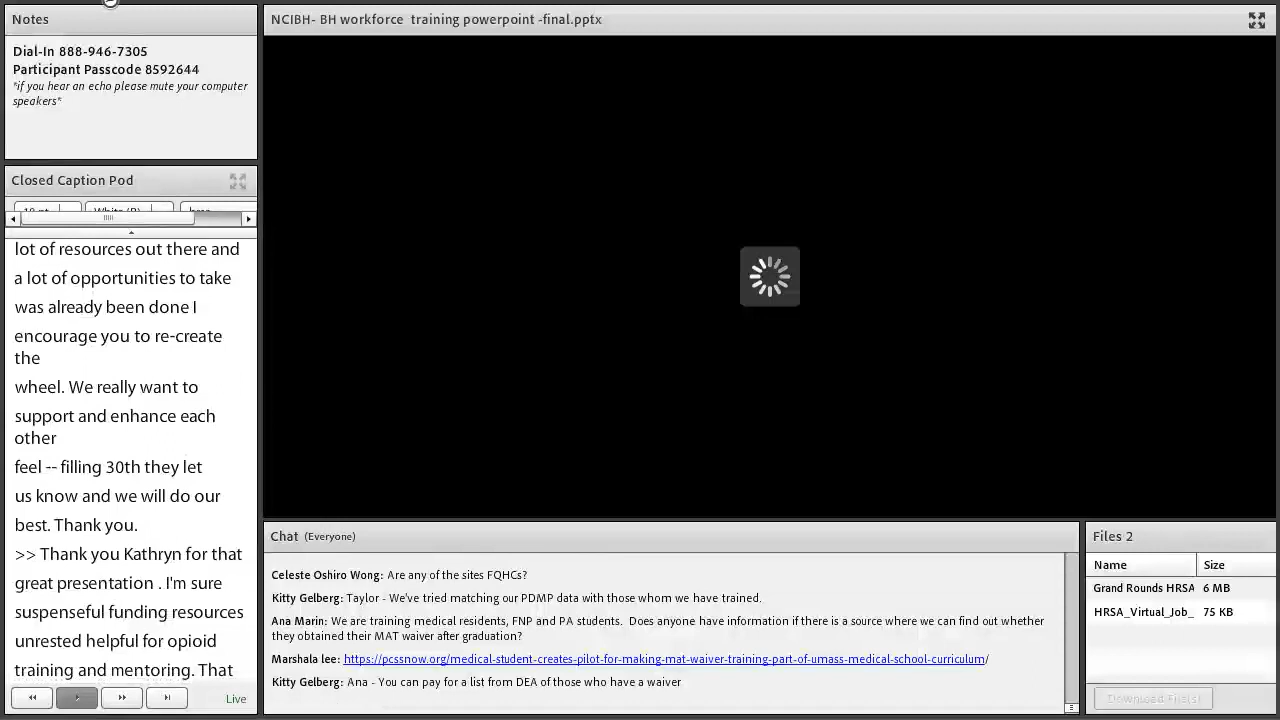 Notes
Dial-In 888-946-7305
Participant Passcode 8592644
*if you hear an echo please mute your computer
speakers*
Closed Caption Pod
lot of resources out there and
a lot of opportunities to take
was already been done I
encourage you to re-create
the
wheel. We really want to
support and enhance each
other
feel -- filling 30th they let
us know and we will do our
best. Thank you.
>> Thank you Kathryn for that
great presentation . I'm sure
suspenseful funding resources
unrested helpful for opioid
training and mentoring. That
Live
NCIBH- BH workforce training powerpoint -final.pptx
Chat (Everyone)
Celeste Oshiro Wong: Are any of the sites FQHCs?
Kitty Gelberg: Taylor - We've tried matching our PDMP data with those whom we have trained.
Ana Marin: We are training medical residents, FNP and PA students. Does anyone have information if there is a source where we can find out whether
they obtained their MAT waiver after graduation?
Marshala lee: https://pcssnow.org/medical-student-creates-pilot-for-making-mat-waiver-training-part-of-umass-medical-school-curriculum/
Kitty Gelberg: Ana - You can pay for a list from DEA of those who have a waiver
Files 2
Name Size
Grand Rounds HRSA 6 MB
HRSA_Virtual_Job_ 75 KB
Download File(s)